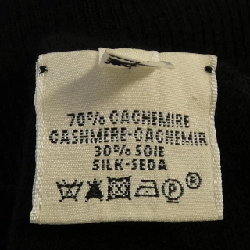 70% CACHEMIRE
CASHMERE-CACHEMIR
30% SOIE
SILK-SEDA
P ®